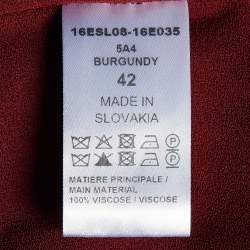 16ESL08-16E035
5A4
BURGUNDY
42
MADE IN
SLOVAKIA
MATIERE PRINCIPALE /
MAIN MATERIAL
100% VISCOSE / VISCOSE